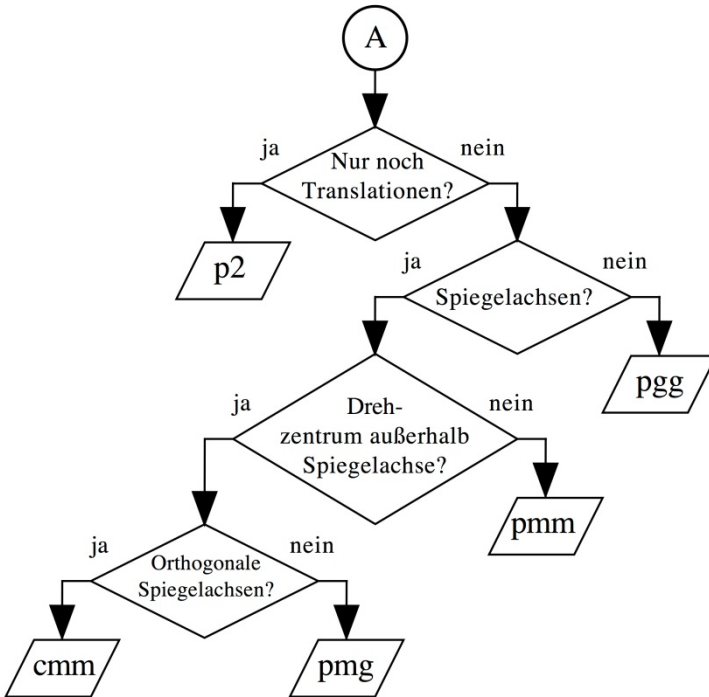 A
ja
nein
Nur noch
Translationen?
p2
ja
nein
Spiegelachsen?
pgg
ja
nein
Dreh-
zentrum außerhalb
Spiegelachse?
pmm
ja
nein
Orthogonale
Spiegelachsen?
cmm
pmg